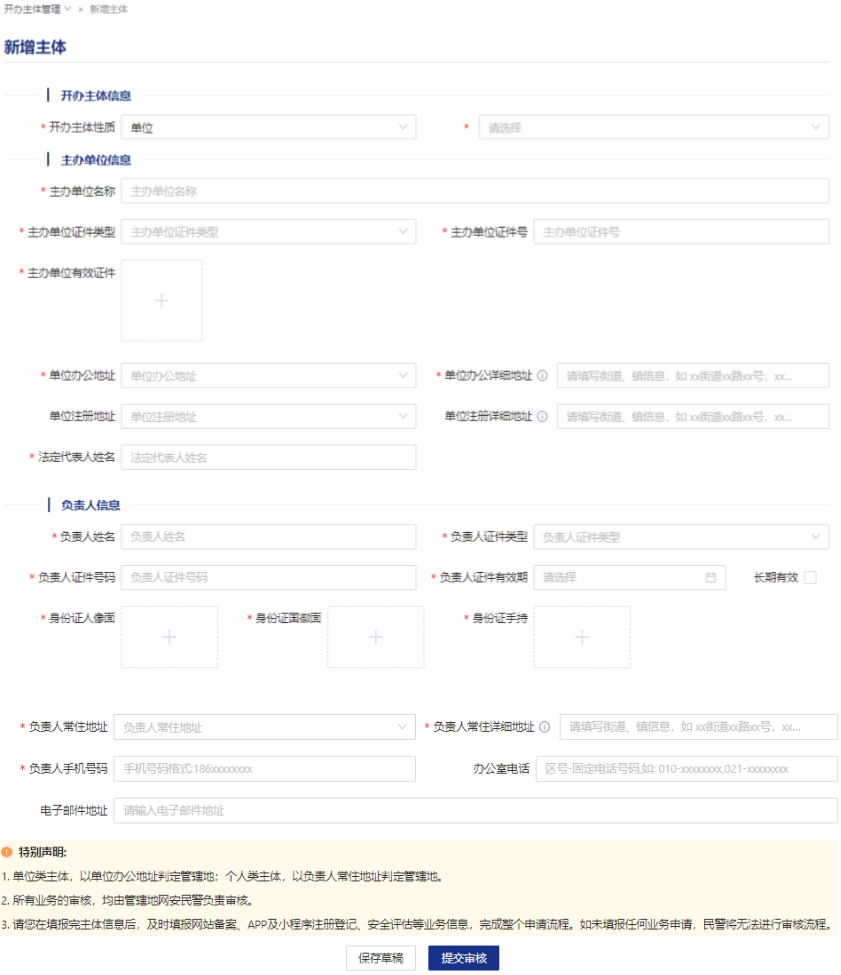 开办主体管理 > 新增主体
新增主体
开办主体信息
* 开办主体性质 单位 * 请选择
主办单位信息
* 主办单位名称 主办单位名称
* 主办单位证件类型 主办单位证件类型 * 主办单位证件号 主办单位证件号
* 主办单位有效证件
* 单位办公地址 单位办公地址 * 单位办公详细地址 请填写街道、镇信息，如 xx街道xx路xx号，xx...
单位注册地址 单位注册地址 单位注册详细地址 请填写街道、镇信息，如 xx街道xx路xx号，xx...
* 法定代表人姓名 法定代表人姓名
负责人信息
* 负责人姓名 负责人姓名 * 负责人证件类型 负责人证件类型
* 负责人证件号码 负责人证件号码 * 负责人证件有效期 请选择 长期有效
* 身份证人像面 * 身份证国徽面 * 身份证手持
* 负责人常住地址 负责人常住地址 * 负责人常住详细地址 请填写街道、镇信息，如 xx街道xx路xx号，xx...
* 负责人手机号码 手机号码格式:186xxxxxxxx 办公室电话 区号-固定电话号码,如: 010-xxxxxxxx,021-xxxxxxxx
电子邮件地址 请输入电子邮件地址
特别声明:
1. 单位类主体，以单位办公地址判定管辖地；个人类主体，以负责人常住地址判定管辖地。
2. 所有业务的审核，均由管辖地网安民警负责审核。
3. 请您在填报完主体信息后，及时填报网站备案、APP及小程序注册登记、安全评估等业务信息，完成整个申请流程。如未填报任何业务申请，民警将无法进行审核流程。
保存草稿 提交审核